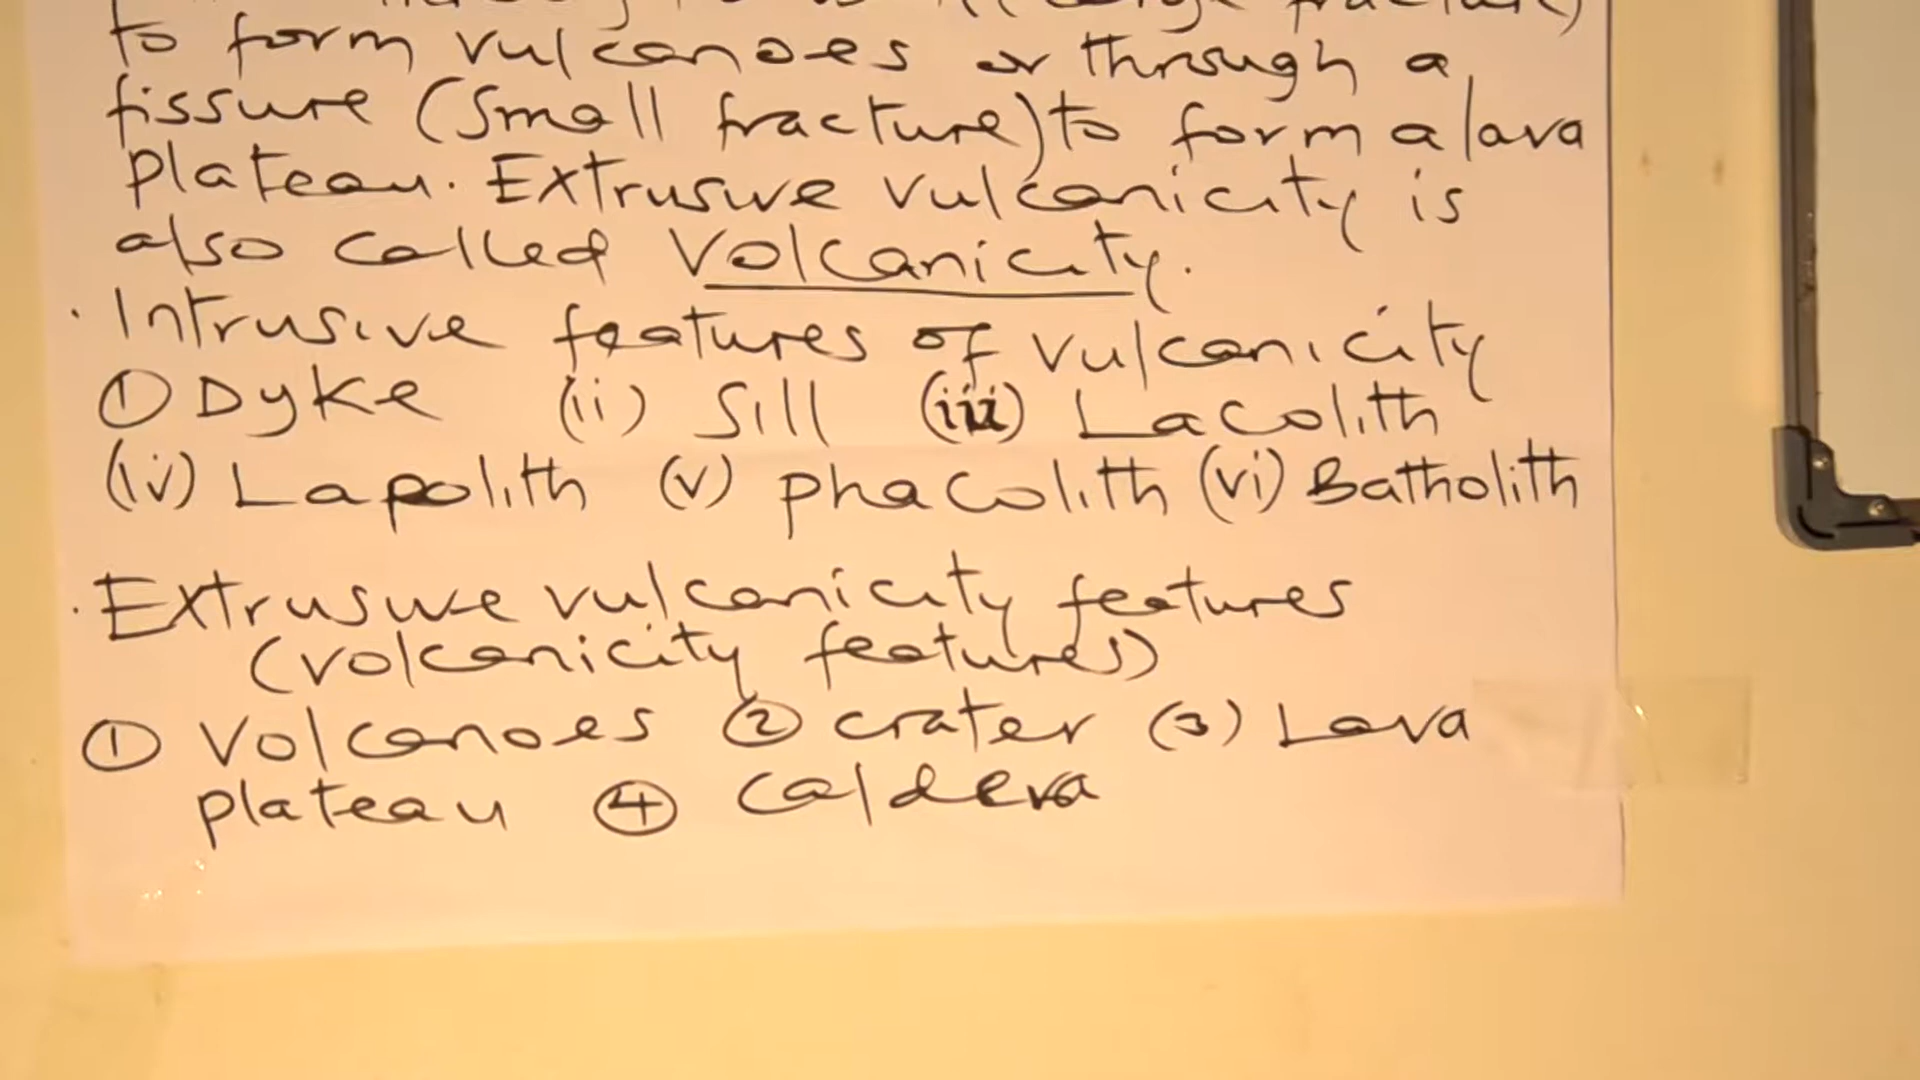 to form vulcanoes or through a
fissure (small fracture) to form a lava
plateau. Extrusive vulcanicity is
also called Volcanicity.
· Intrusive features of vulcanicity
① Dyke (ii) Sill (iii) Lacolith
(iv) Lapolith (v) phacolith (vi) Batholith
· Extrusive vulcanicity features
(volcanicity features)
① Volcanoes ② crater (3) Lava
plateau ④ caldera